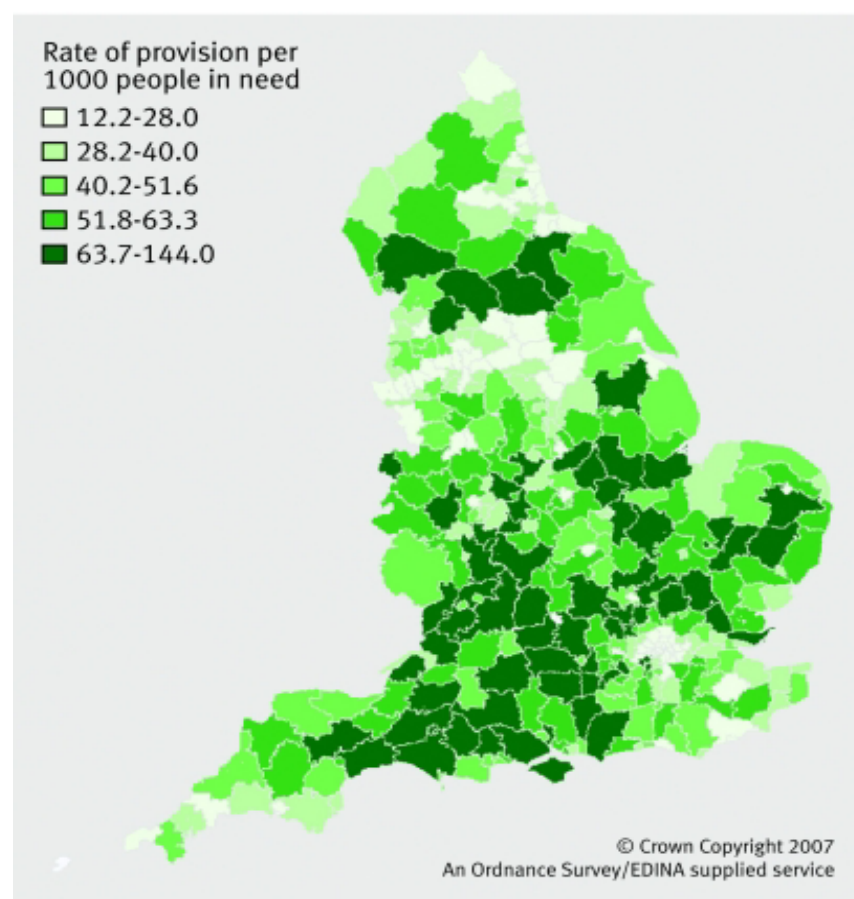 Rate of provision per
1000 people in need
12.2-28.0
28.2-40.0
40.2-51.6
51.8-63.3
63.7-144.0
© Crown Copyright 2007
An Ordnance Survey/EDINA supplied service